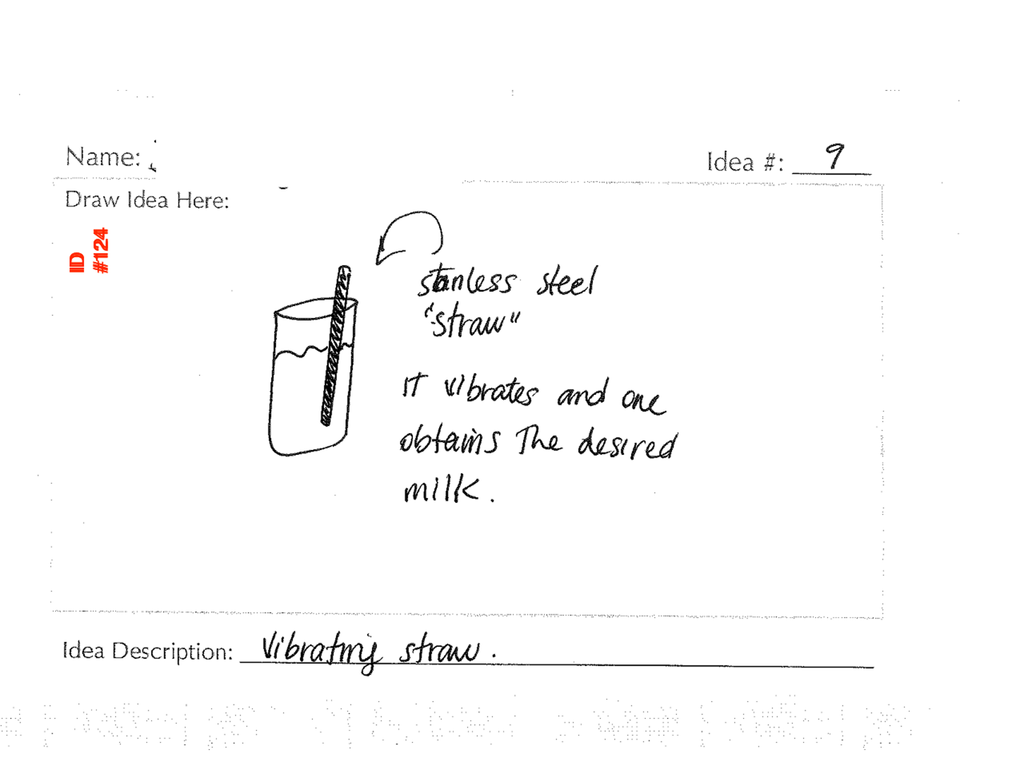 Name:
Idea #: 9
Draw Idea Here:
ID
#124
stainless steel
"straw"
IT vibrates and one
obtains The desired
milk.
Idea Description: Vibrating straw.